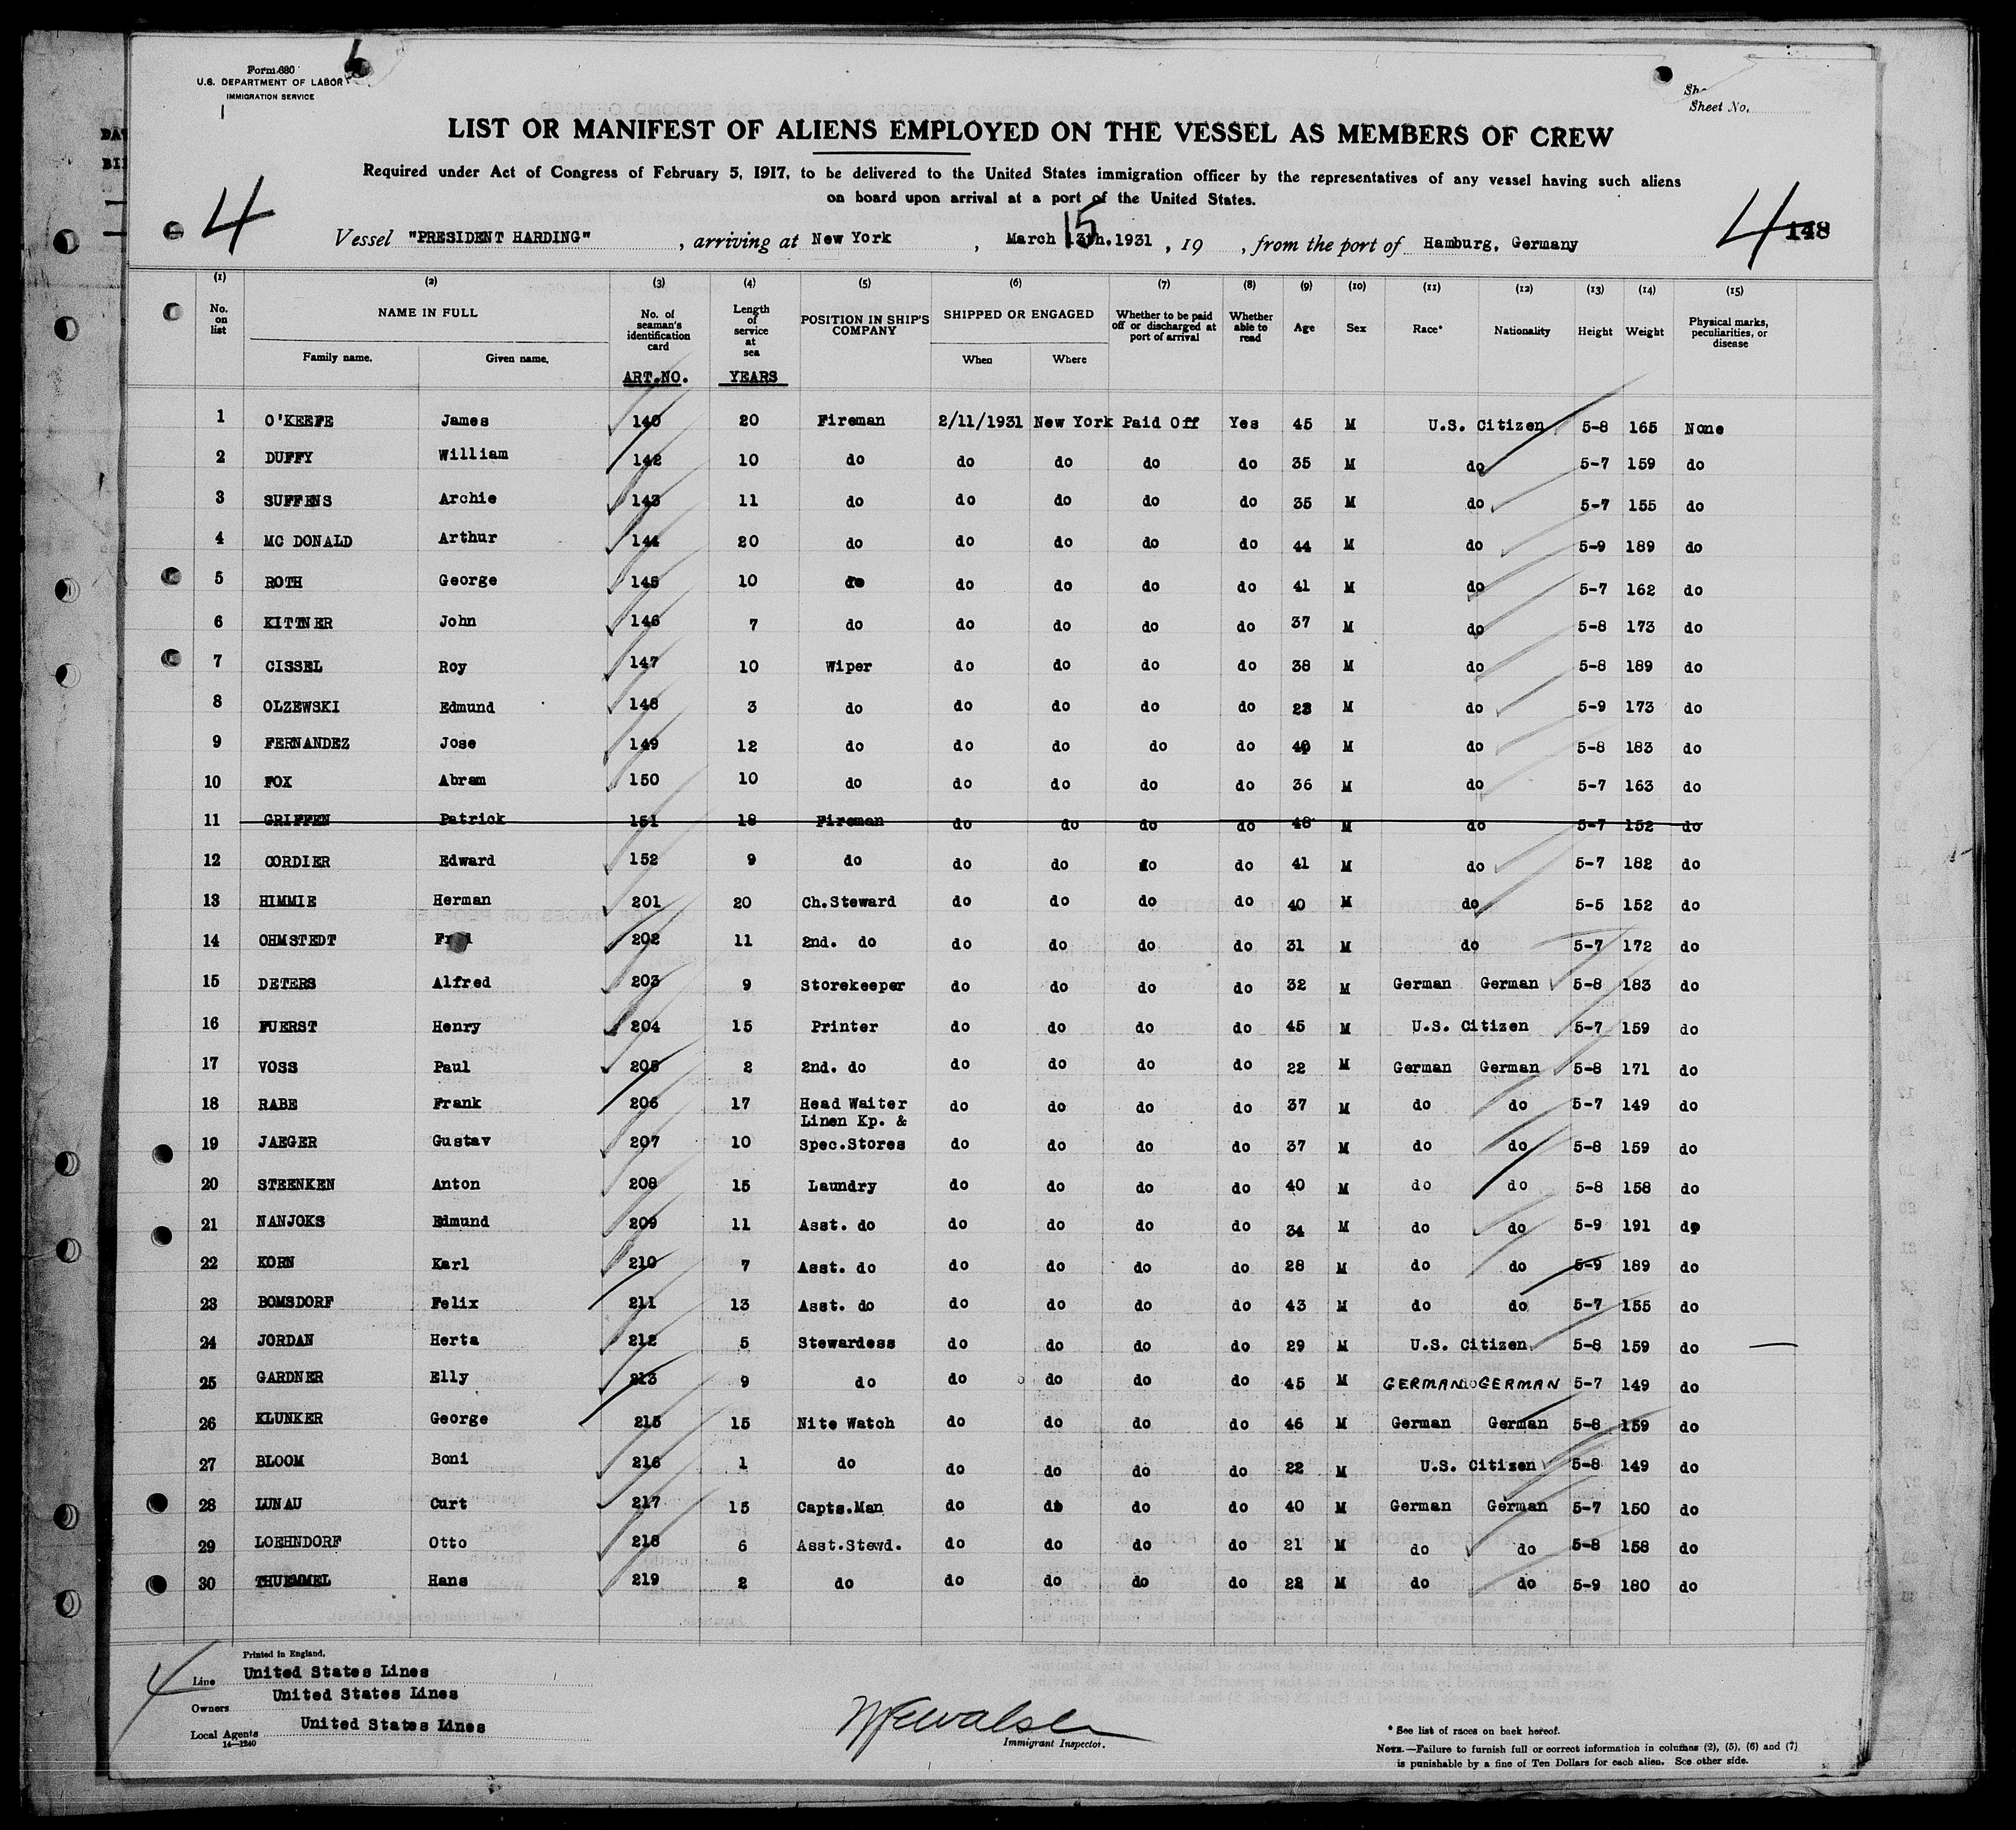 Form 680
U.S. DEPARTMENT OF LABOR
IMMIGRATION SERVICE
Sheet No.
LIST OR MANIFEST OF ALIENS EMPLOYED ON THE VESSEL AS MEMBERS OF CREW
Required under Act of Congress of February 5, 1917, to be delivered to the United States immigration officer by the representatives of any vessel having such aliens
on board upon arrival at a port of the United States.
4 4 148
Vessel "PRESIDENT HARDING", arriving at New York, March 15 13th.1931, 19 , from the port of Hamburg, Germany
(1) (2) (3) (4) (5) (6) (7) (8) (9) (10) (11) (12) (13) (14) (15)
No. on list NAME IN FULL Family name. Given name. No. of seaman's identification card Length of service at sea POSITION IN SHIP'S COMPANY SHIPPED OR ENGAGED When Where Whether to be paid off or discharged at port of arrival Whether able to read Age Sex Race* Nationality Height Weight Physical marks, peculiarities, or disease
ART.NO. YEARS
1 O'KEEFE James 140 20 Fireman 2/11/1931 New York Paid Off Yes 45 M U.S. Citizen 5-8 165 None
2 DUFFY William 142 10 do do do do do 35 M do 5-7 159 do
3 SUFFENS Archie 143 11 do do do do do 35 M do 5-7 155 do
4 MC DONALD Arthur 144 20 do do do do do 44 M do 5-9 189 do
5 ROTH George 145 10 do do do do do 41 M do 5-7 162 do
6 KITTNER John 146 7 do do do do do 37 M do 5-8 173 do
7 CISSEL Roy 147 10 Wiper do do do do 38 M do 5-8 189 do
8 OLZEWSKI Edmund 148 3 do do do do do M do 5-9 173 do
9 FERNANDEZ Jose 149 12 do do do do do M do 5-8 183 do
10 FOX Abram 150 10 do do do do do 36 M do 5-7 163 do
11 GRIFFEN Patrick 151 18 Fireman do do do do 48 M do 5-7 152 do
12 CORDIER Edward 152 9 do do do do do 41 M do 5-7 182 do
13 HIMMIE Herman 201 20 Ch.Steward do do do do 40 M do 5-5 152 do
14 OHMSTEDT 202 11 2nd. do do do do do 31 M do 5-7 172 do
15 DETERS Alfred 203 9 Storekeeper do do do do 32 M German German 5-8 183 do
16 FUERST Henry 204 15 Printer do do do do 45 M U.S. Citizen 5-7 159 do
17 VOSS Paul 205 2 2nd. do do do do do 22 M German German 5-8 171 do
18 RABE Frank 206 17 Head Waiter do do do do 37 M do do 5-7 149 do
Linen Kp. &
19 JAEGER Gustav 207 10 Spec.Stores do do do do 37 M do do 5-8 159 do
20 STEENKEN Anton 208 15 Laundry do do do do 40 M do do 5-8 158 do
21 NANJOKS Edmund 209 11 Asst. do do do do do 34 M do do 5-9 191 do
22 KORN Karl 210 7 Asst. do do do do do 28 M do do 5-9 189 do
23 BOMSDORF Felix 211 13 Asst. do do do do do 43 M do do 5-7 155 do
24 JORDAN Herta 212 5 Stewardess do do do do 29 M U.S. Citizen 5-8 159 do
25 GARDNER Elly 213 9 do do do do do 45 M GERMAN GERMAN 5-7 149 do
26 KLUNKER George 215 15 Nite Watch do do do do 46 M German German 5-8 159 do
27 BLOOM Boni 216 1 do do do do do 22 M U.S. Citizen 5-8 149 do
28 LUNAU Curt 217 15 Capts.Man do do do do 40 M German German 5-7 150 do
29 LOEHNDORF Otto 218 6 Asst.Stewd. do do do do 21 M do do 5-8 158 do
30 THUEMMEL Hans 219 2 do do do do do 22 M do do 5-9 180 do
Printed in England.
4
Line United States Lines
Owners United States Lines
Local Agents United States Lines
14—1240
Immigrant Inspector.
* See list of races on back hereof.
NOTE.—Failure to furnish full or correct information in columns (2), (5), (6) and (7)
is punishable by a fine of Ten Dollars for each alien. See other side.